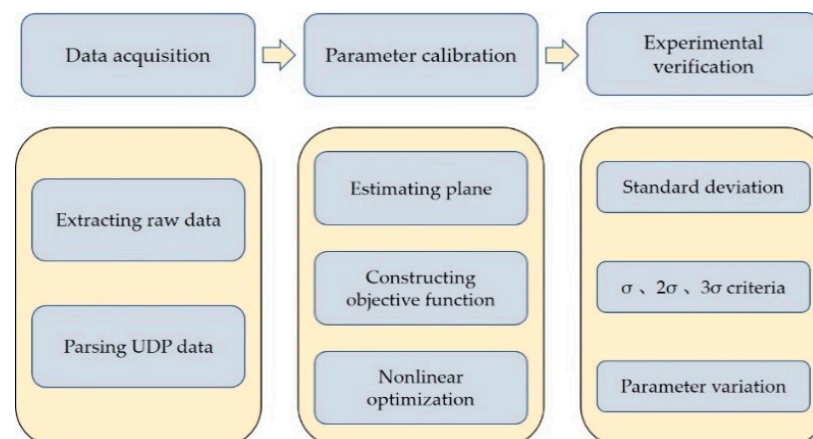 Data acquisition
Parameter calibration
Experimental
verification
Extracting raw data
Parsing UDP data
Estimating plane
Constructing
objective function
Nonlinear
optimization
Standard deviation
σ 、2σ、3σ criteria
Parameter variation